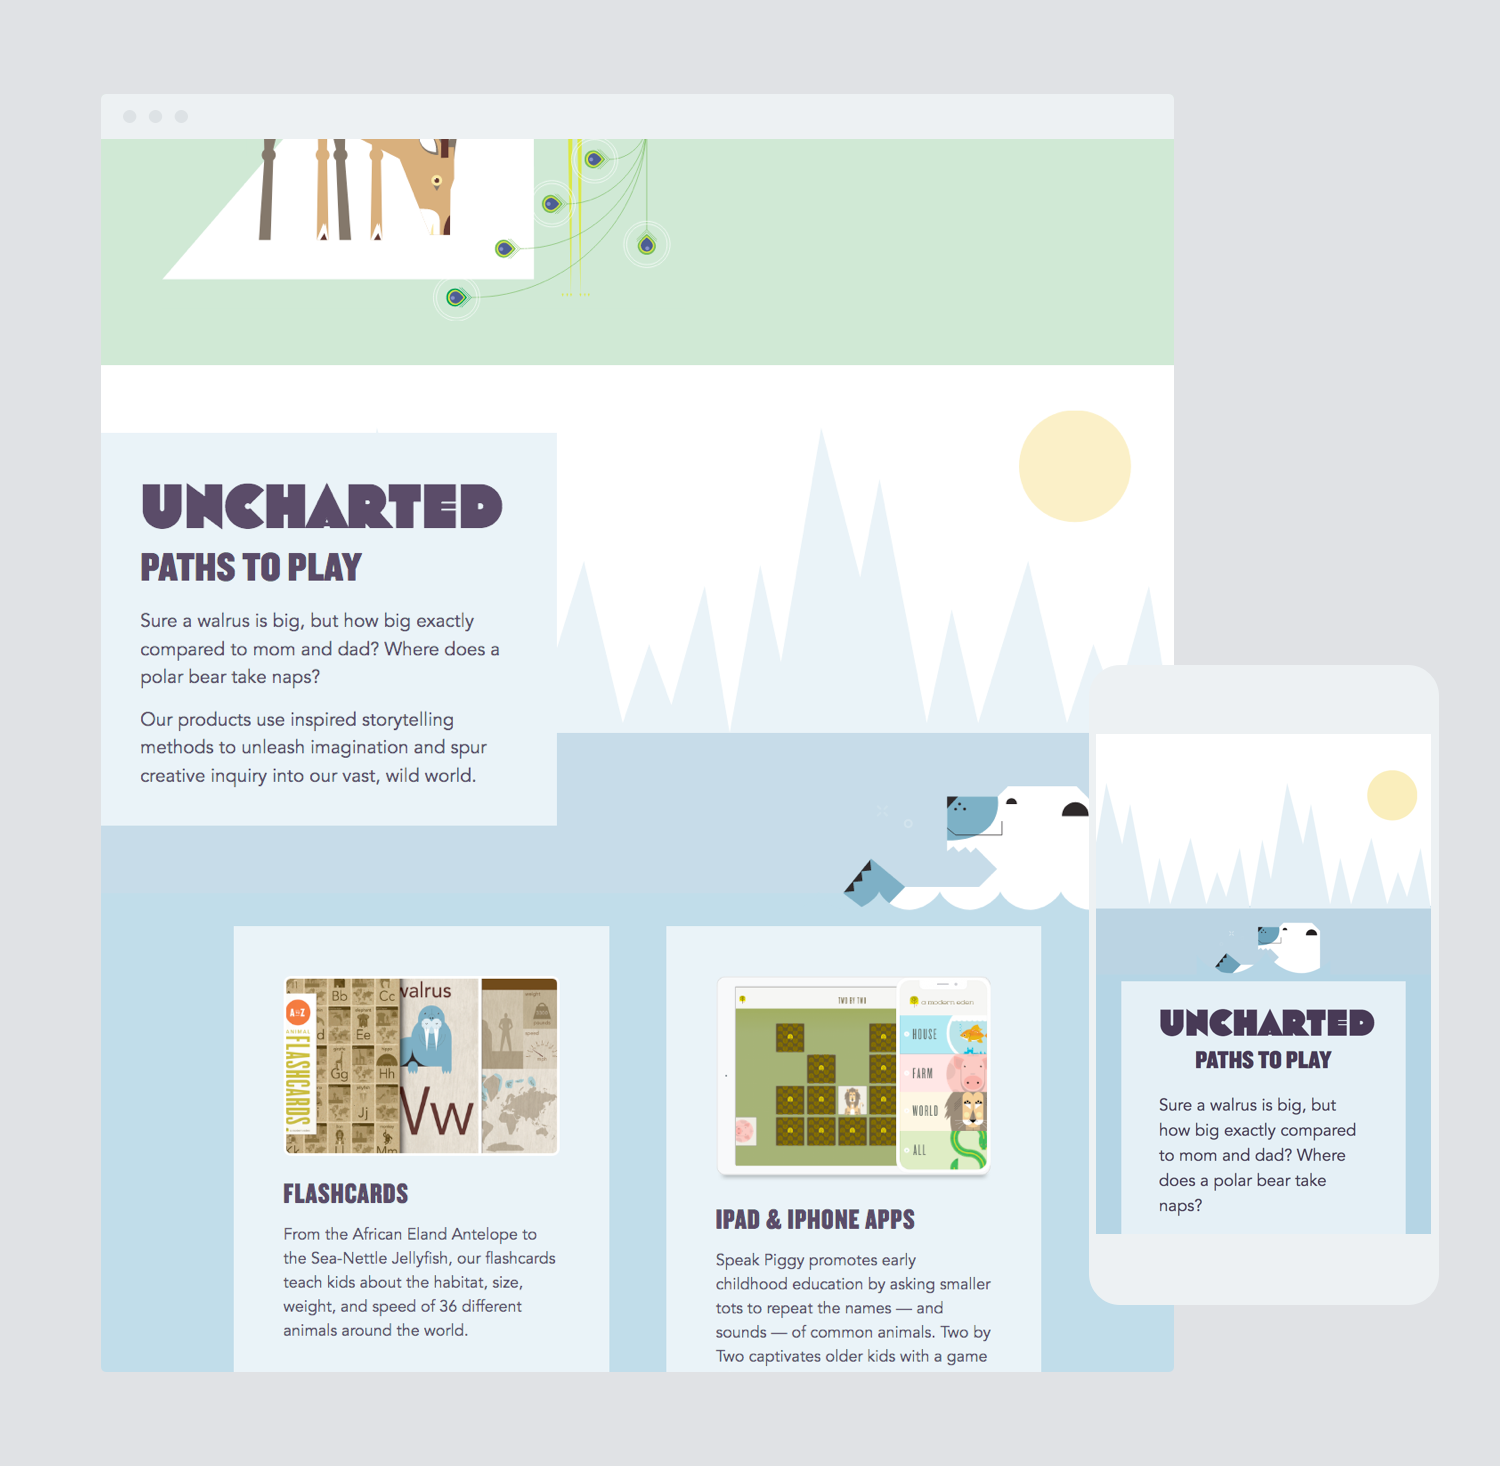 UNCHARTED
PATHS TO PLAY
Sure a walrus is big, but how big exactly
compared to mom and dad? Where does a
polar bear take naps?
Our products use inspired storytelling
methods to unleash imagination and spur
creative inquiry into our vast, wild world.
A to Z
ANIMAL
FLASHCARDS
Bb
Cc
Ee
Gg
Hh
Jj
Kk
Mm
walrus
Ww
weight
speed
FLASHCARDS
From the African Eland Antelope to
the Sea-Nettle Jellyfish, our flashcards
teach kids about the habitat, size,
weight, and speed of 36 different
animals around the world.
TWO BY TWO
a modern eden
HOUSE
FARM
WORLD
ALL
IPAD & IPHONE APPS
Speak Piggy promotes early
childhood education by asking smaller
tots to repeat the names — and
sounds — of common animals. Two by
Two captivates older kids with a game
UNCHARTED
PATHS TO PLAY
Sure a walrus is big, but
how big exactly compared
to mom and dad? Where
does a polar bear take
naps?